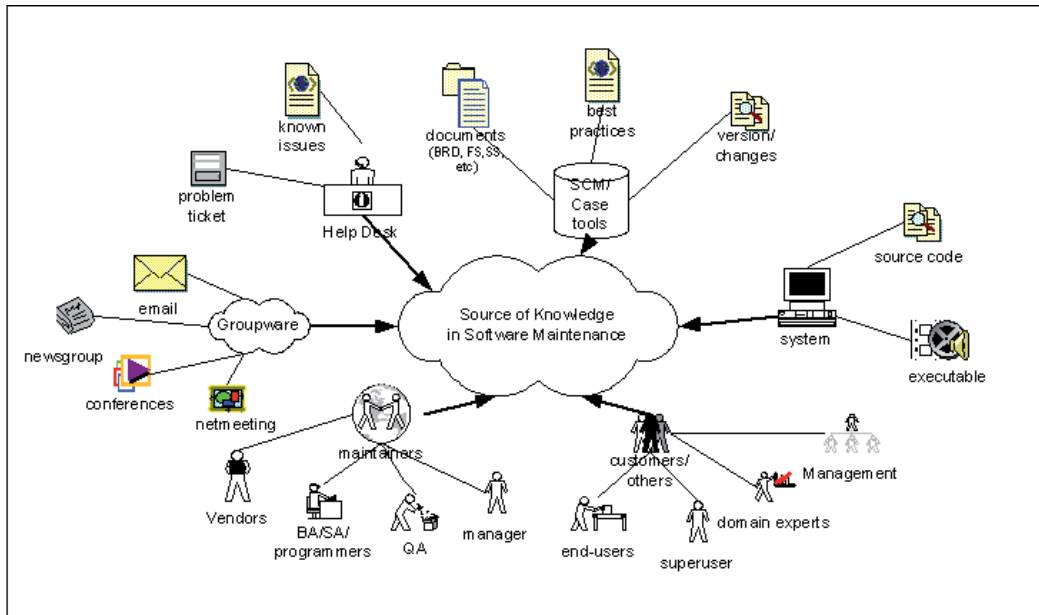 known
issues
documents
(BRD, FS,SS,
etc)
best
practices
version/
changes
problem
ticket
Help Desk
SCM/
Case
tools
source code
email
Groupware
Source of Knowledge
in Software Maintenance
system
newsgroup
executable
conferences
netmeeting
maintainers
customers/
others
Management
Vendors
BA/SA/
programmers
QA
manager
end-users
superuser
domain experts